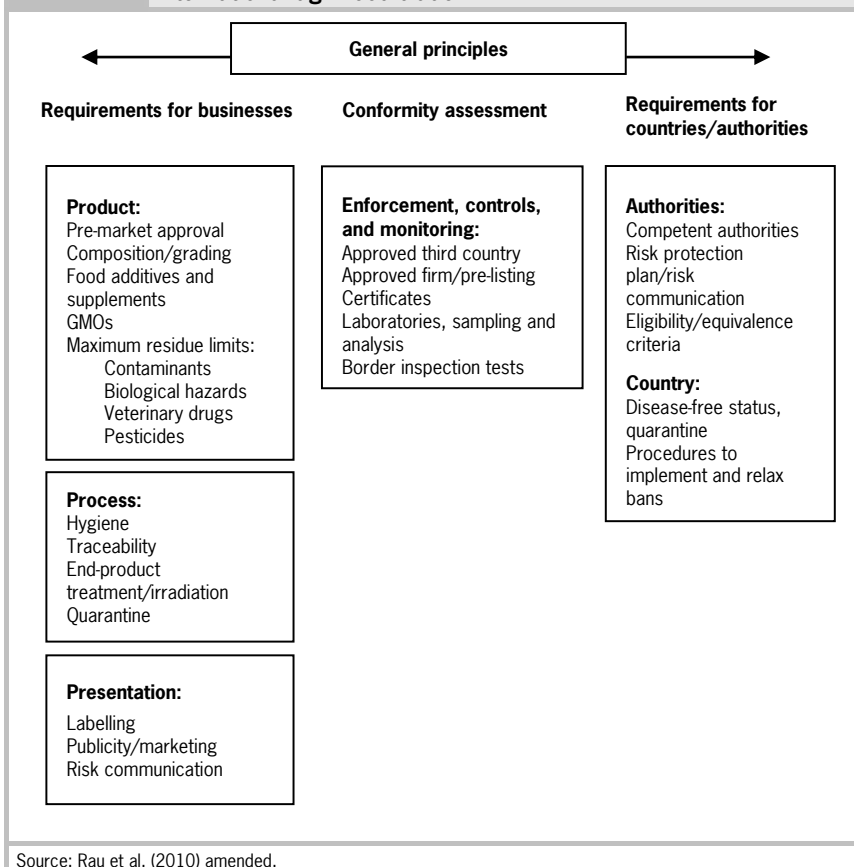 General principles
Requirements for businesses
Conformity assessment
Requirements for
countries/authorities
Product:
Pre-market approval
Composition/grading
Food additives and
supplements
GMOs
Maximum residue limits:
Contaminants
Biological hazards
Veterinary drugs
Pesticides
Process:
Hygiene
Traceability
End-product
treatment/irradiation
Quarantine
Presentation:
Labelling
Publicity/marketing
Risk communication
Enforcement, controls,
and monitoring:
Approved third country
Approved firm/pre-listing
Certificates
Laboratories, sampling and
analysis
Border inspection tests
Authorities:
Competent authorities
Risk protection
plan/risk
communication
Eligibility/equivalence
criteria
Country:
Disease-free status,
quarantine
Procedures to
implement and relax
bans
Source: Rau et al. (2010) amended.